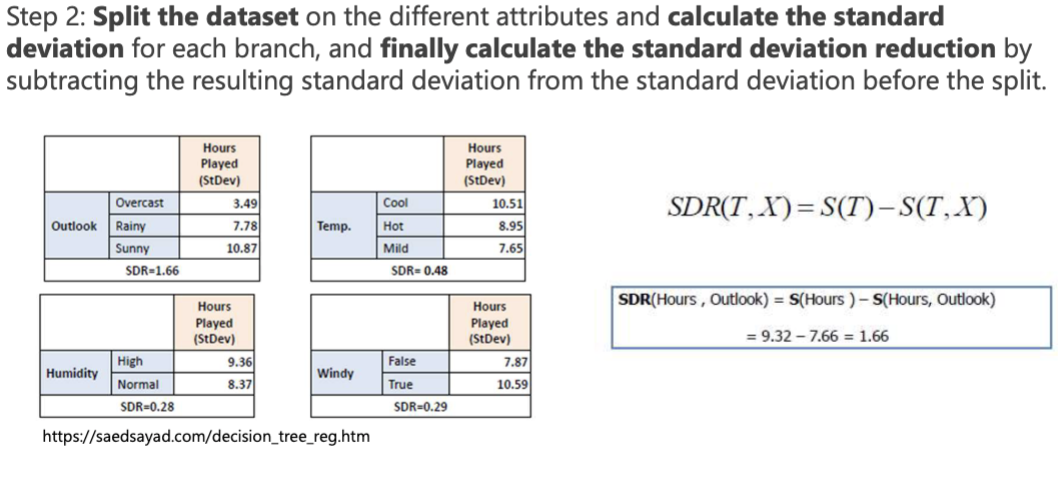 Step 2: Split the dataset on the different attributes and calculate the standard
deviation for each branch, and finally calculate the standard deviation reduction by
subtracting the resulting standard deviation from the standard deviation before the split.
Hours
Played
(StDev)
Outlook
Overcast 3.49
Rainy 7.78
Sunny 10.87
SDR=1.66
Hours
Played
(StDev)
Temp.
Cool 10.51
Hot 8.95
Mild 7.65
SDR= 0.48
Hours
Played
(StDev)
Humidity
High 9.36
Normal 8.37
SDR=0.28
Hours
Played
(StDev)
Windy
False 7.87
True 10.59
SDR=0.29
https://saedsayad.com/decision_tree_reg.htm
SDR(T, X) = S(T) – S(T, X)
SDR(Hours , Outlook) = S(Hours ) – S(Hours, Outlook)
= 9.32 – 7.66 = 1.66